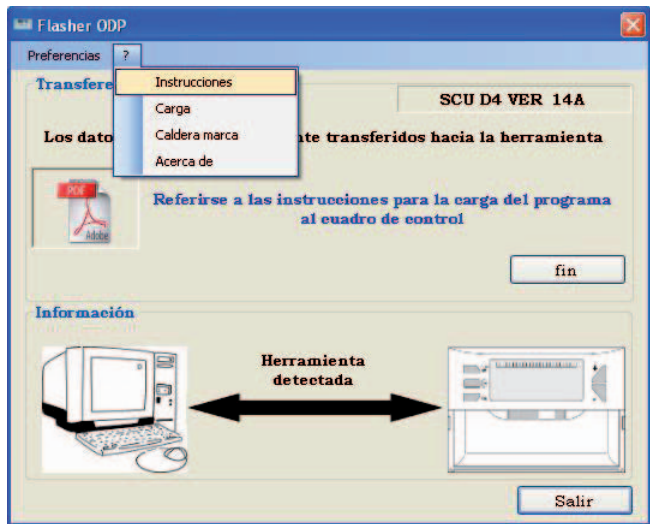 Flasher ODP
Preferencias ?
Instrucciones
Carga
Caldera marca
Acerca de
Transfere
SCU D4 VER 14A
Los dato nte transferidos hacia la herramienta
PDF
Adobe
Referirse a las instrucciones para la carga del programa
al cuadro de control
fin
Información
Herramienta
detectada
Salir